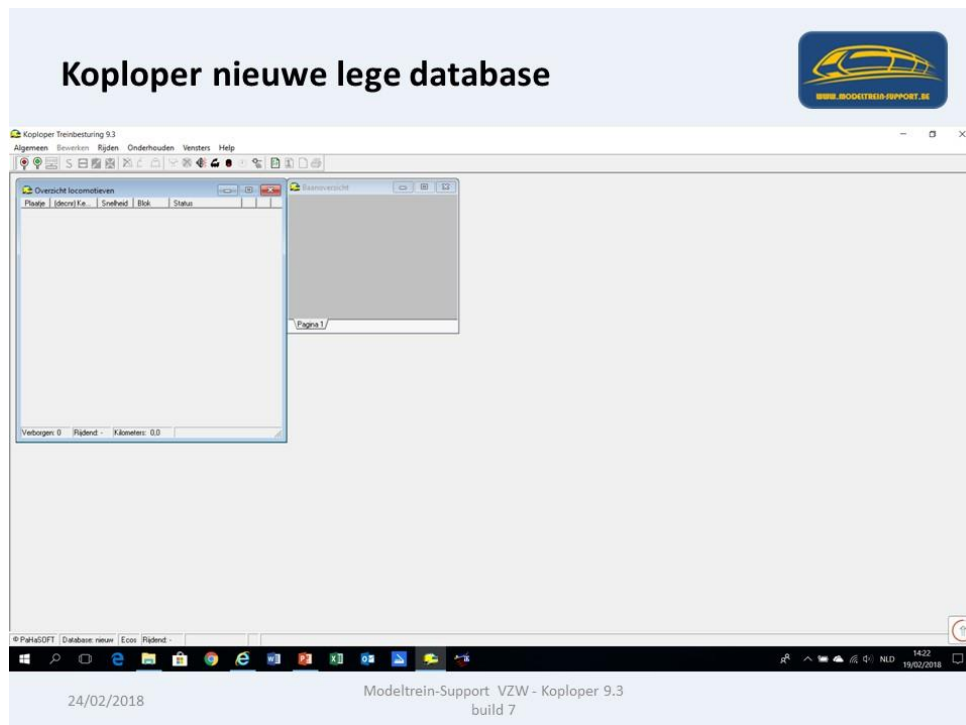 Koploper nieuwe lege database
WWW.MODELTREIN-SUPPORT.BE
Koploper Treinbesturing 9.3
Algemeen Bewerken Rijden Onderhouden Vensters Help
Overzicht locomotieven
Plaatje (decnr) Ke... Snelheid Blok Status
Baanoverzicht
Pagina 1
Verborgen: 0 Rijdend: - Kilometers: 0,0
© PaHaSOFT Database: nieuw Ecos Rijdend: -
NLD
14:22
19/02/2018
24/02/2018
Modeltrein-Support VZW - Koploper 9.3
build 7